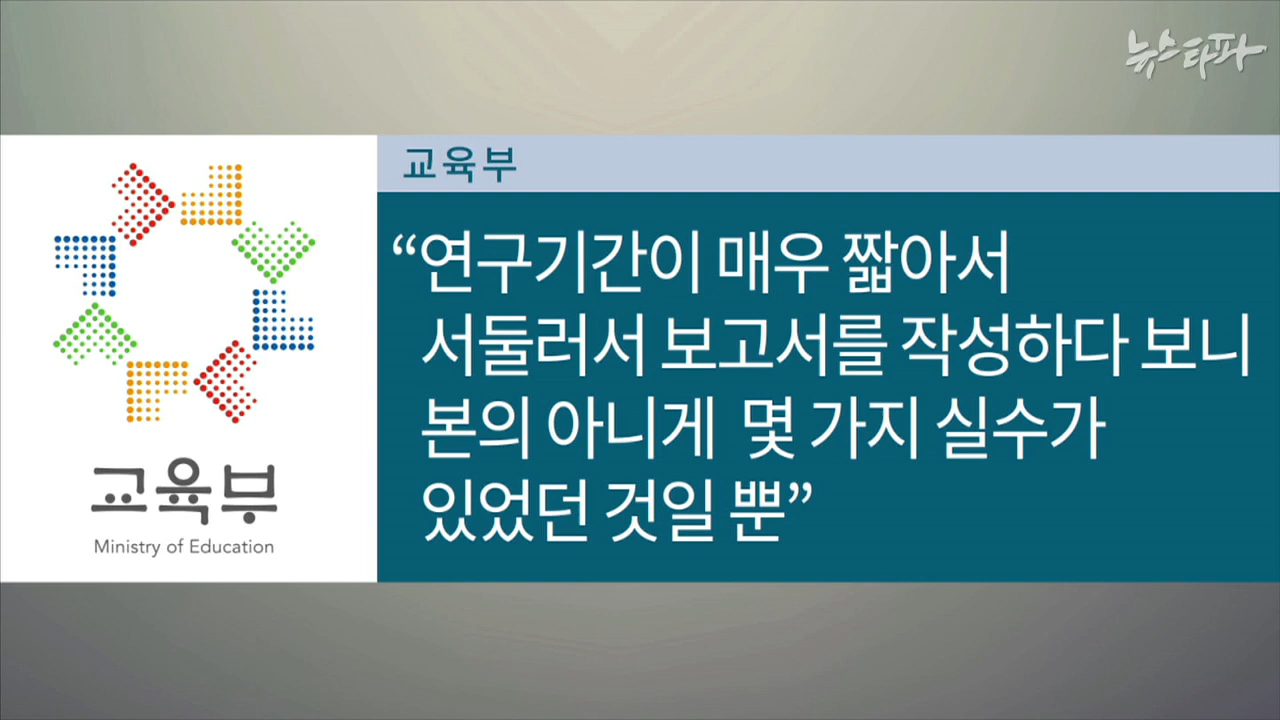 뉴스타파
교육부
“연구기간이 매우 짧아서
서둘러서 보고서를 작성하다 보니
본의 아니게 몇 가지 실수가
있었던 것일 뿐”
교육부
Ministry of Education